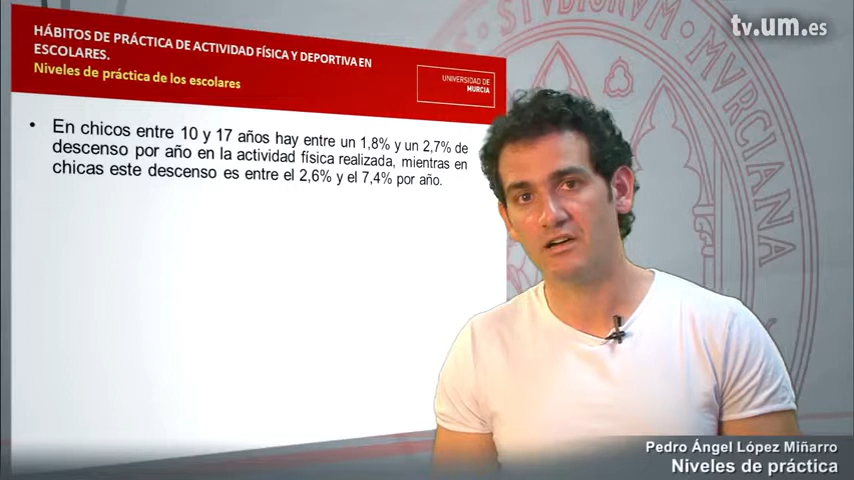 tv.um.es
STVDIORVM
MVRCIANA
HÁBITOS DE PRÁCTICA DE ACTIVIDAD FÍSICA Y DEPORTIVA EN
ESCOLARES.
Niveles de práctica de los escolares
UNIVERSIDAD DE
MURCIA
• En chicos entre 10 y 17 años hay entre un 1,8% y un 2,7% de
descenso por año en la actividad física realizada, mientras en
chicas este descenso es entre el 2,6% y el 7,4% por año.
Pedro Ángel López Miñarro
Niveles de práctica